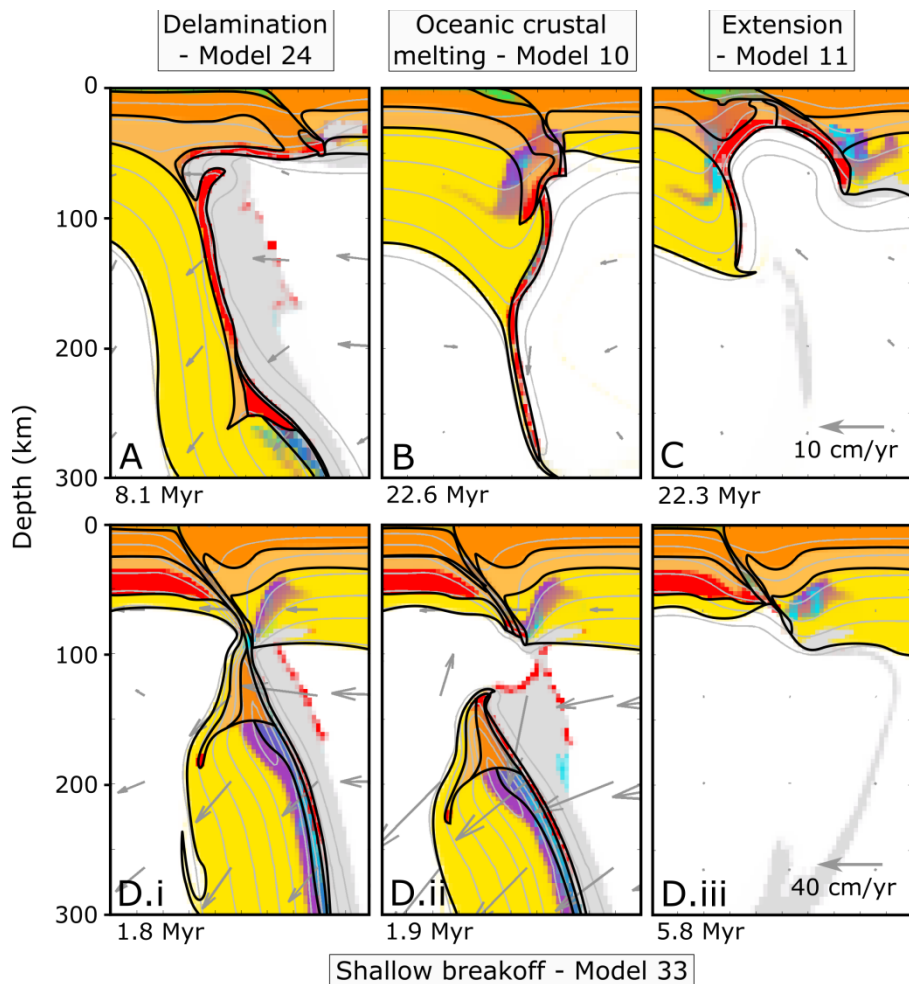 Delamination
- Model 24
Oceanic crustal
melting - Model 10
Extension
- Model 11
Depth (km)
0
100
200
300
A
B
C
10 cm/yr
8.1 Myr
22.6 Myr
22.3 Myr
0
100
200
300
D.i
D.ii
D.iii
40 cm/yr
1.8 Myr
1.9 Myr
5.8 Myr
Shallow breakoff - Model 33